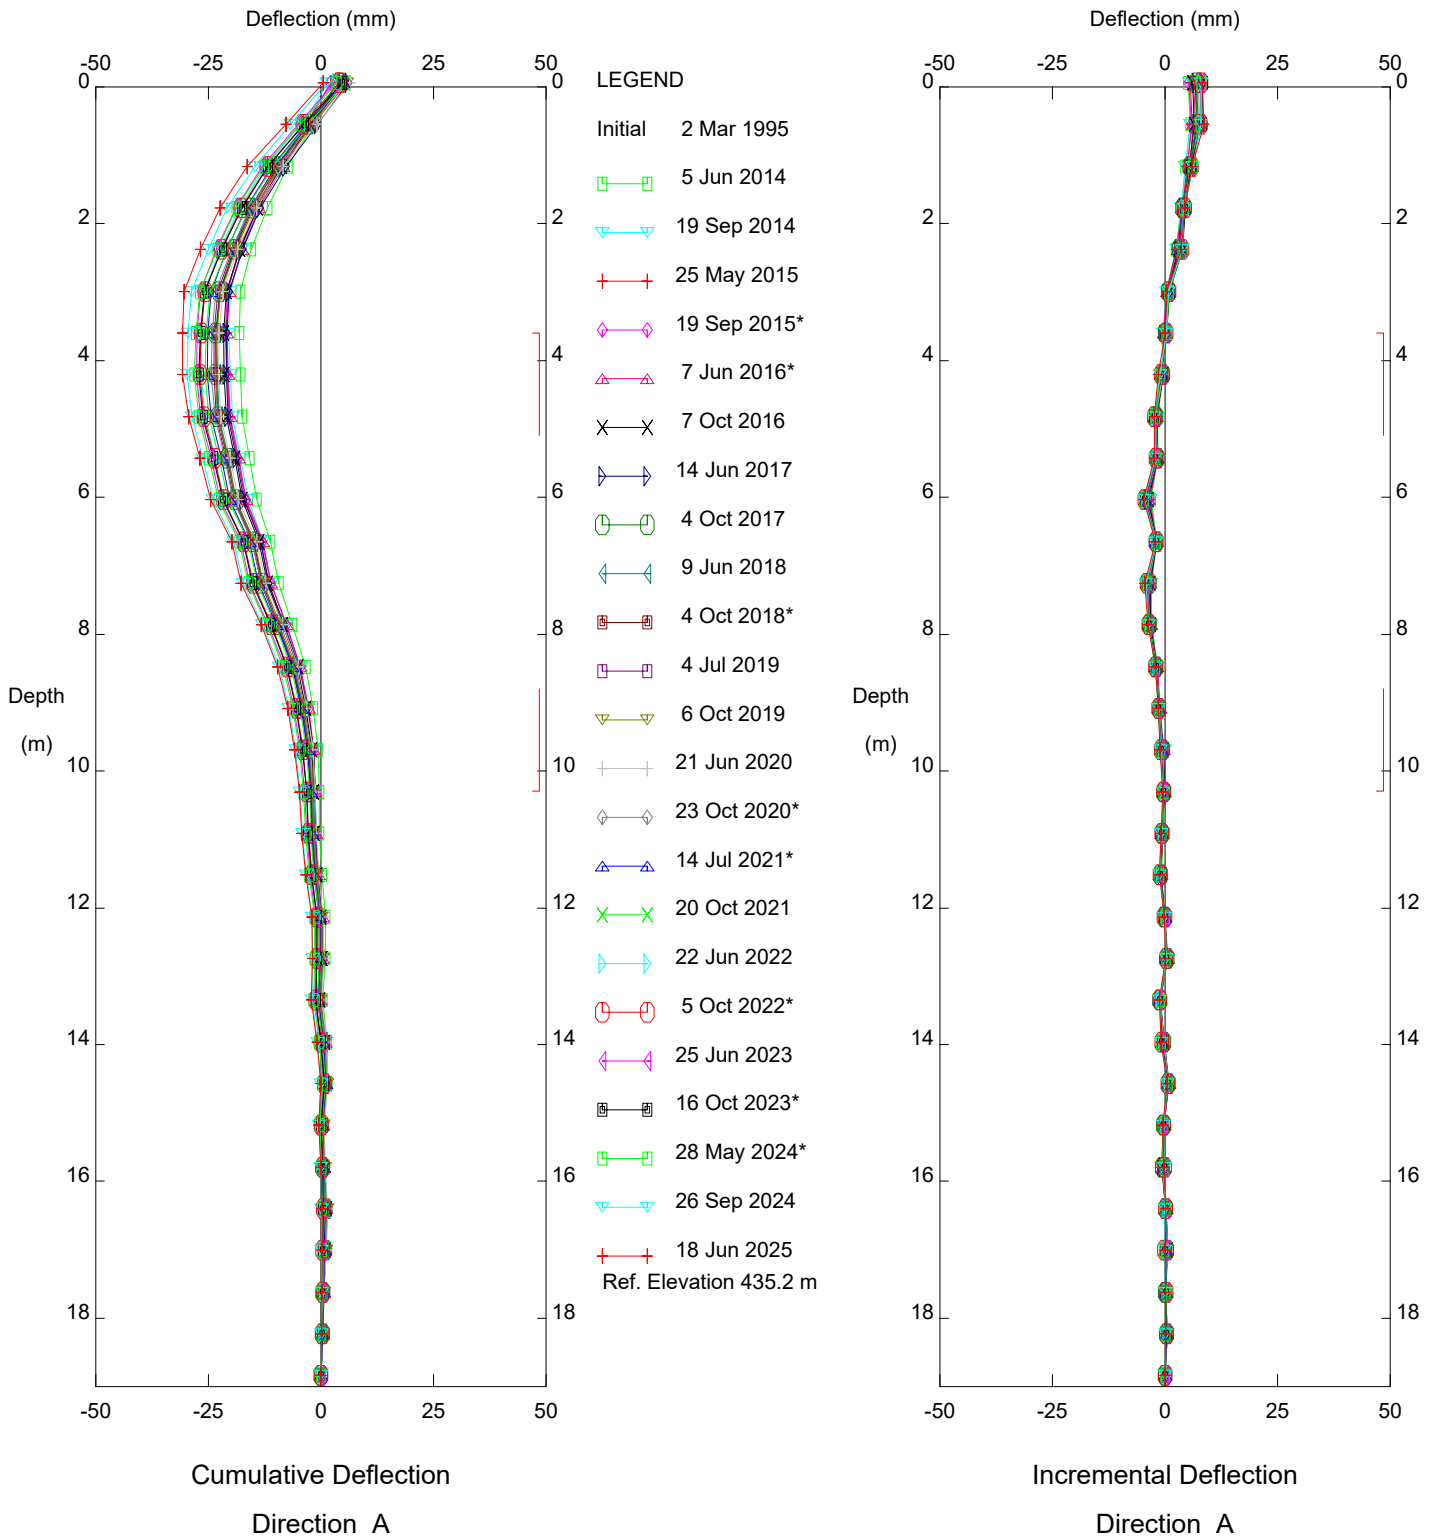 Deflection (mm)
-50 -25 0 25 50
0 0
2 2
4 4
6 6
8 8
Depth
(m)
10 10
12 12
14 14
16 16
18 18
-50 -25 0 25 50
Cumulative Deflection
Direction A
LEGEND
Initial 2 Mar 1995
5 Jun 2014
19 Sep 2014
25 May 2015
19 Sep 2015*
7 Jun 2016*
7 Oct 2016
14 Jun 2017
4 Oct 2017
9 Jun 2018
4 Oct 2018*
4 Jul 2019
6 Oct 2019
21 Jun 2020
23 Oct 2020*
14 Jul 2021*
20 Oct 2021
22 Jun 2022
5 Oct 2022*
25 Jun 2023
16 Oct 2023*
28 May 2024*
26 Sep 2024
18 Jun 2025
Ref. Elevation 435.2 m
Deflection (mm)
-50 -25 0 25 50
0 0
2 2
4 4
6 6
8 8
Depth
(m)
10 10
12 12
14 14
16 16
18 18
-50 -25 0 25 50
Incremental Deflection
Direction A